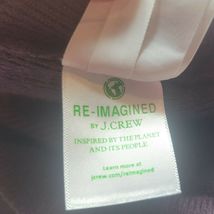 RE-IMAGINED
BY J.CREW
INSPIRED BY THE PLANET
AND ITS PEOPLE
Learn more at
jcrew.com/reimagined